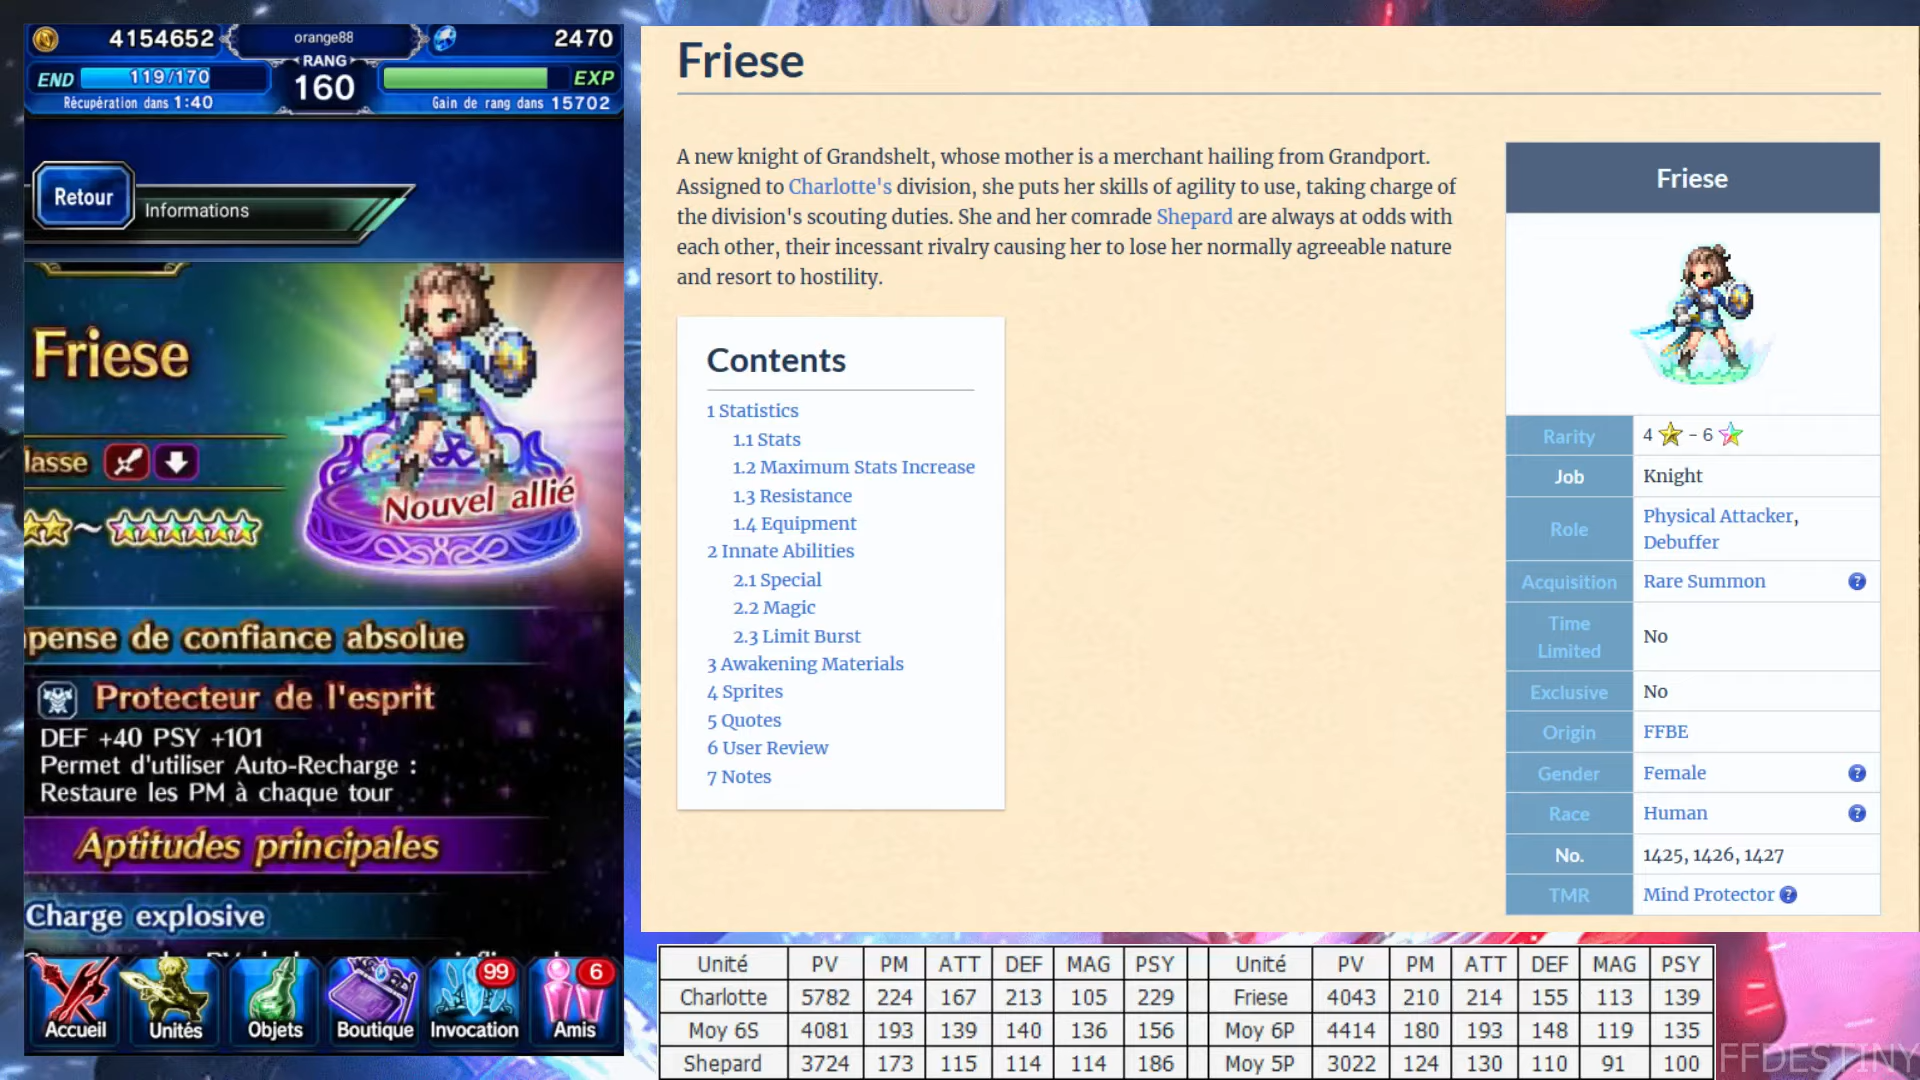 4154652
orange88
2470
RANG
160
END
119/170
EXP
Récupération dans 1:40
Gain de rang dans 15702
Retour
Informations
Friese
lasse
Nouvel allié
~
pense de confiance absolue
Protecteur de l'esprit
DEF +40 PSY +101
Permet d'utiliser Auto-Recharge :
Restaure les PM à chaque tour
Aptitudes principales
Charge explosive
99
6
Accueil
Unités
Objets
Boutique
Invocation
Amis
Friese
A new knight of Grandshelt, whose mother is a merchant hailing from Grandport.
Assigned to Charlotte's division, she puts her skills of agility to use, taking charge of
the division's scouting duties. She and her comrade Shepard are always at odds with
each other, their incessant rivalry causing her to lose her normally agreeable nature
and resort to hostility.
Contents
1 Statistics
1.1 Stats
1.2 Maximum Stats Increase
1.3 Resistance
1.4 Equipment
2 Innate Abilities
2.1 Special
2.2 Magic
2.3 Limit Burst
3 Awakening Materials
4 Sprites
5 Quotes
6 User Review
7 Notes
Friese
Rarity 4 - 6
Job Knight
Role Physical Attacker,
Debuffer
Acquisition Rare Summon ?
Time
Limited No
Exclusive No
Origin FFBE
Gender Female ?
Race Human ?
No. 1425, 1426, 1427
TMR Mind Protector ?
Unité PV PM ATT DEF MAG PSY Unité PV PM ATT DEF MAG PSY
Charlotte 5782 224 167 213 105 229 Friese 4043 210 214 155 113 139
Moy 6S 4081 193 139 140 136 156 Moy 6P 4414 180 193 148 119 135
Shepard 3724 173 115 114 114 186 Moy 5P 3022 124 130 110 91 100
FFDESTINY